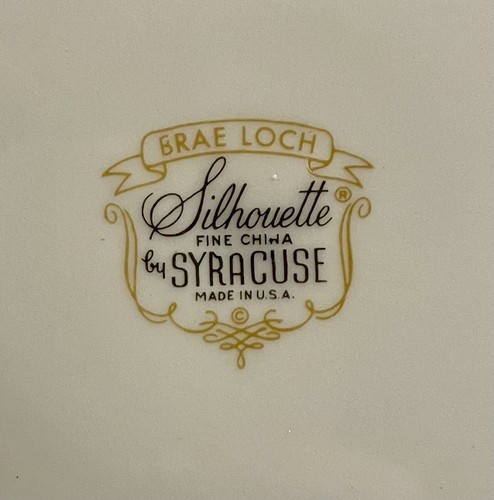 BRAE LOCH
Silhouette®
FINE CHINA
by SYRACUSE
MADE IN U.S.A.
©